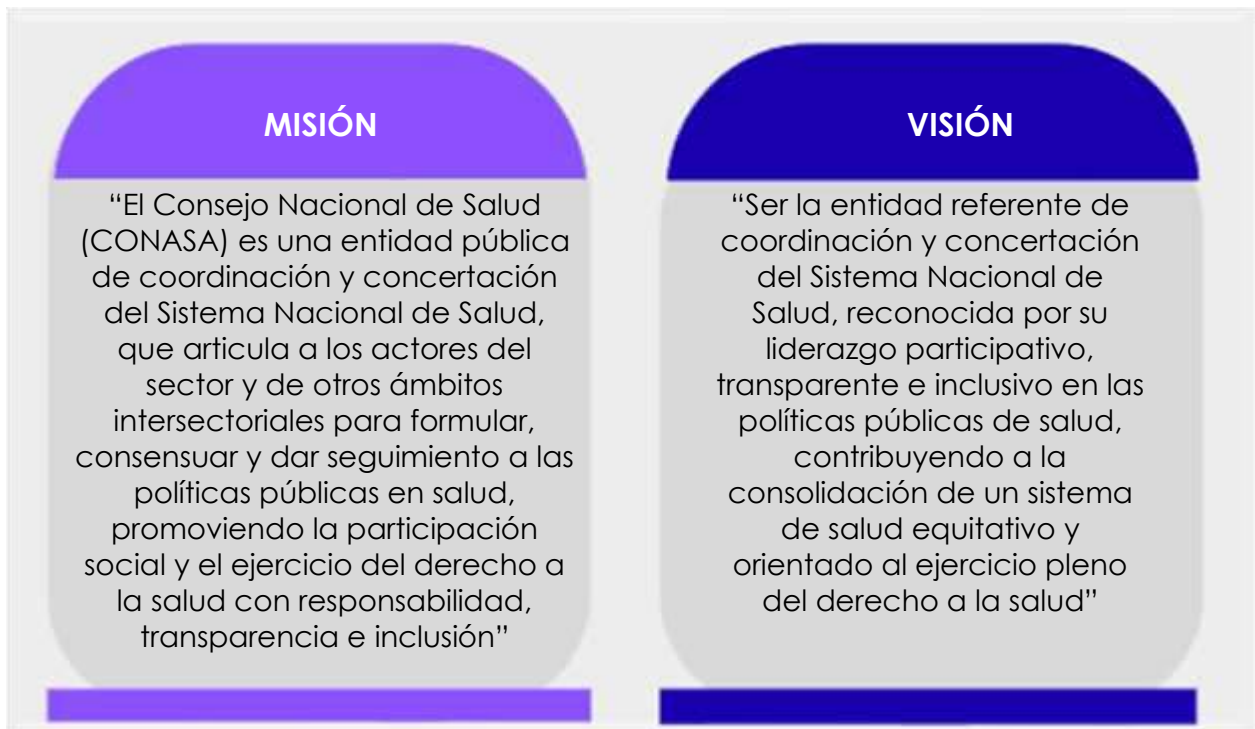 MISIÓN
“El Consejo Nacional de Salud
(CONASA) es una entidad pública
de coordinación y concertación
del Sistema Nacional de Salud,
que articula a los actores del
sector y de otros ámbitos
intersectoriales para formular,
consensuar y dar seguimiento a las
políticas públicas en salud,
promoviendo la participación
social y el ejercicio del derecho a
la salud con responsabilidad,
transparencia e inclusión”
VISIÓN
“Ser la entidad referente de
coordinación y concertación
del Sistema Nacional de
Salud, reconocida por su
liderazgo participativo,
transparente e inclusivo en las
políticas públicas de salud,
contribuyendo a la
consolidación de un sistema
de salud equitativo y
orientado al ejercicio pleno
del derecho a la salud”